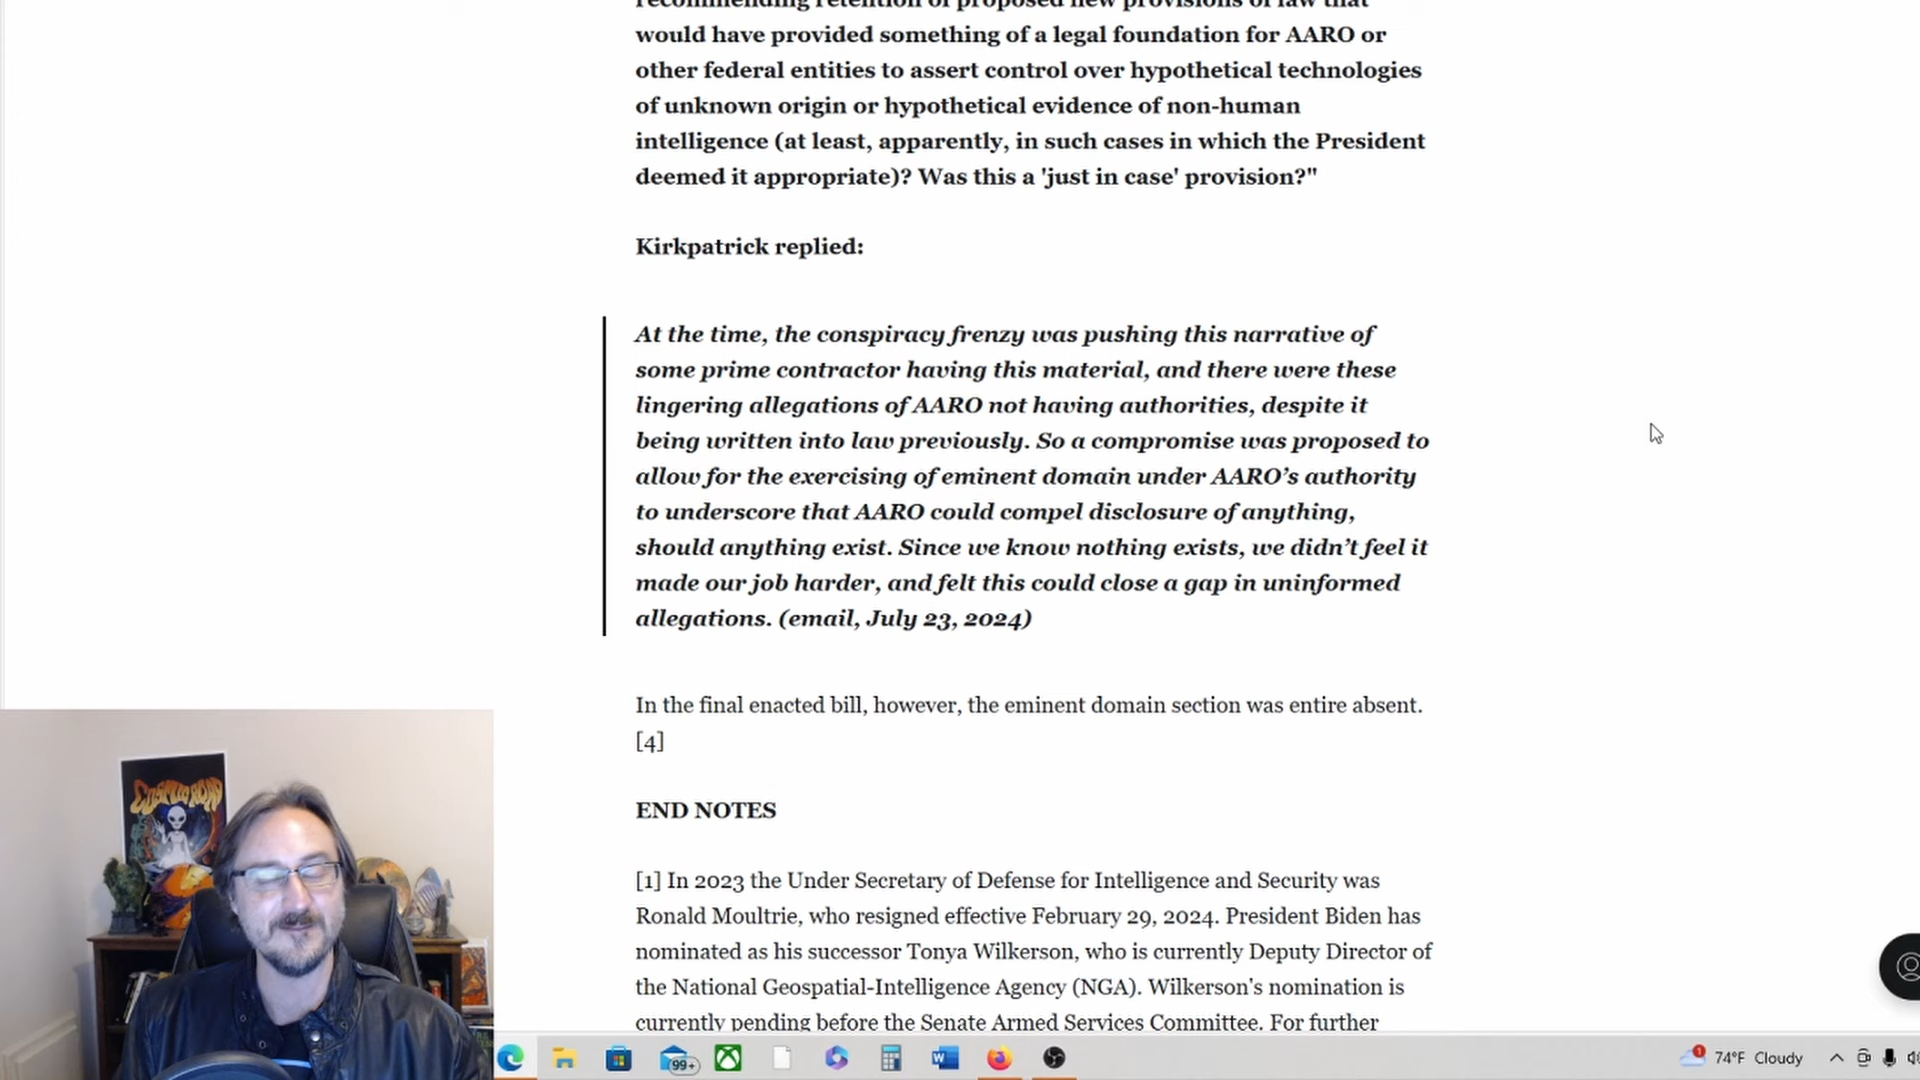 recommending retention of proposed new provisions of law that
would have provided something of a legal foundation for AARO or
other federal entities to assert control over hypothetical technologies
of unknown origin or hypothetical evidence of non-human
intelligence (at least, apparently, in such cases in which the President
deemed it appropriate)? Was this a 'just in case' provision?"
Kirkpatrick replied:
At the time, the conspiracy frenzy was pushing this narrative of
some prime contractor having this material, and there were these
lingering allegations of AARO not having authorities, despite it
being written into law previously. So a compromise was proposed to
allow for the exercising of eminent domain under AARO’s authority
to underscore that AARO could compel disclosure of anything,
should anything exist. Since we know nothing exists, we didn’t feel it
made our job harder, and felt this could close a gap in uninformed
allegations. (email, July 23, 2024)
In the final enacted bill, however, the eminent domain section was entire absent.
[4]
END NOTES
[1] In 2023 the Under Secretary of Defense for Intelligence and Security was
Ronald Moultrie, who resigned effective February 29, 2024. President Biden has
nominated as his successor Tonya Wilkerson, who is currently Deputy Director of
the National Geospatial-Intelligence Agency (NGA). Wilkerson's nomination is
currently pending before the Senate Armed Services Committee. For further
99+
W
1
74°F Cloudy